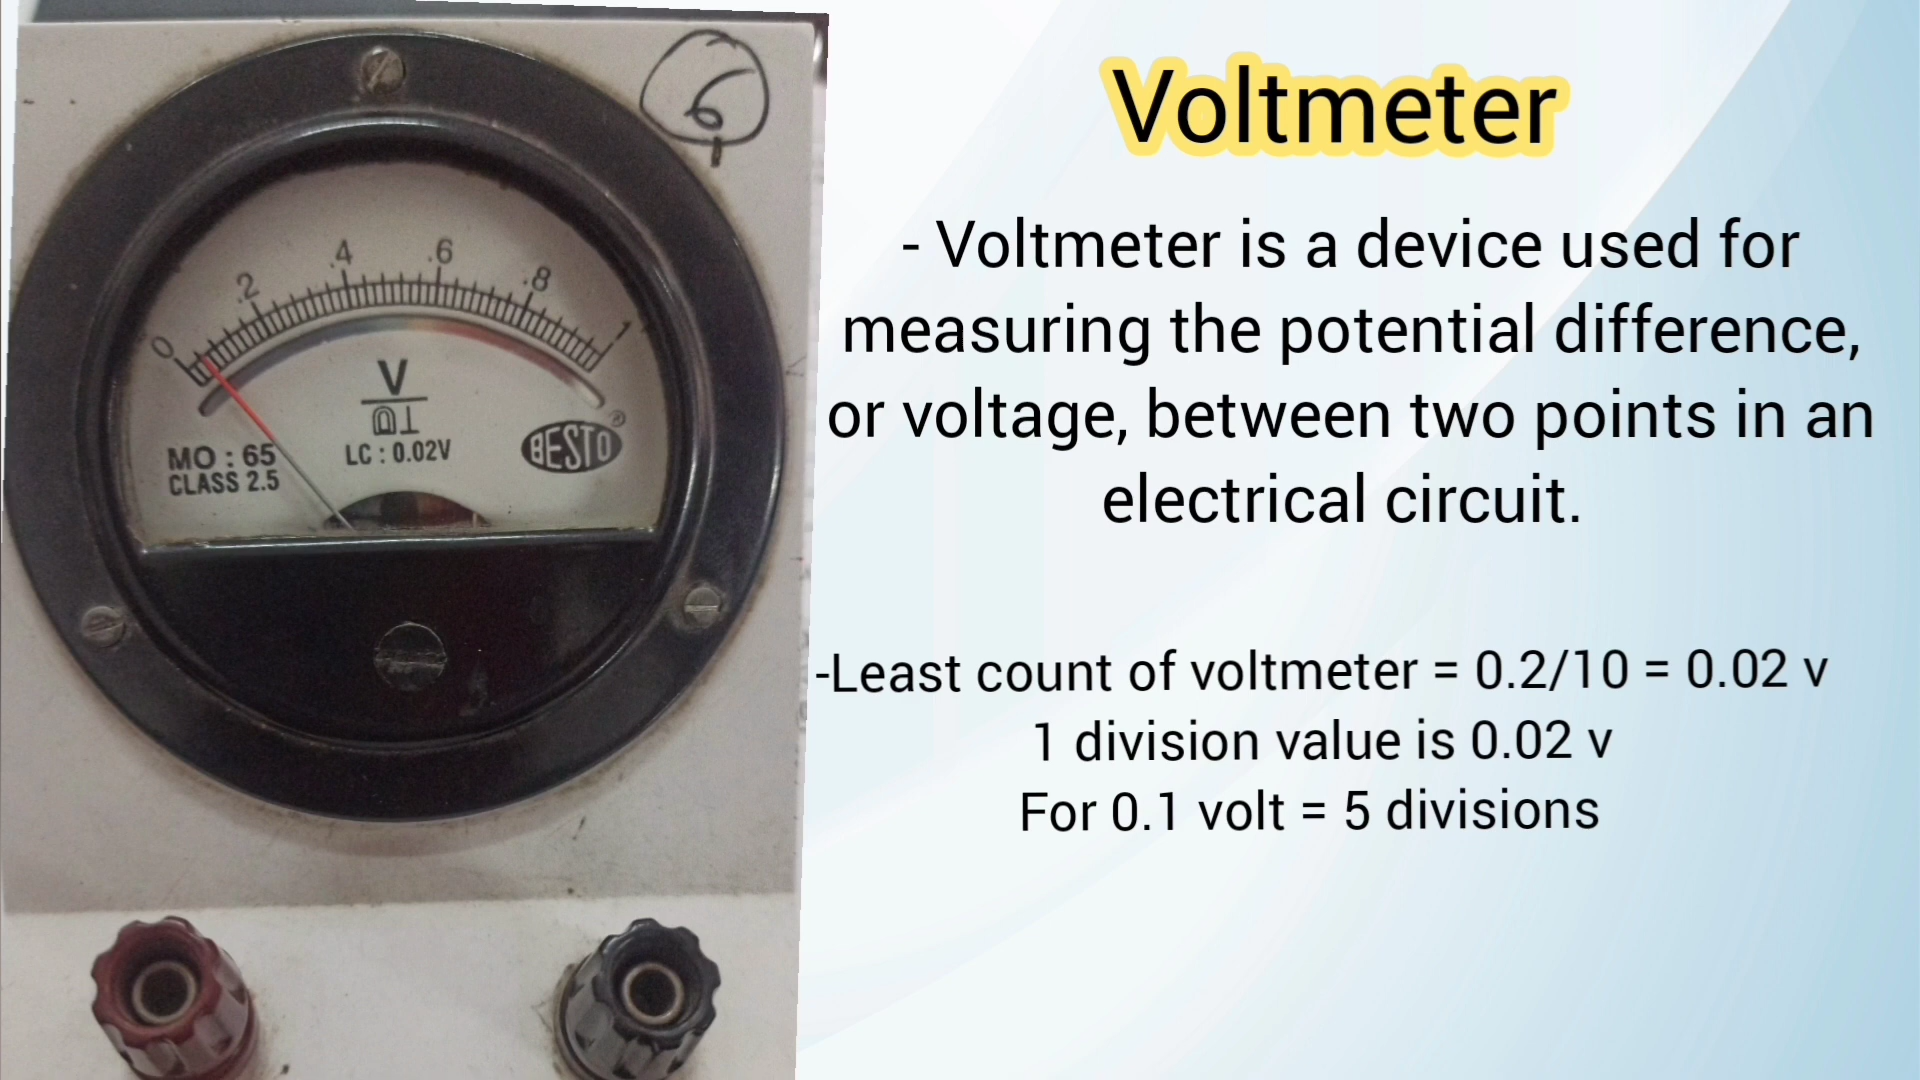 6
0 .2 .4 .6 .8 1
V
MO : 65
CLASS 2.5
LC : 0.02V
BESTO ®
Voltmeter
- Voltmeter is a device used for
measuring the potential difference,
or voltage, between two points in an
electrical circuit.
-Least count of voltmeter = 0.2/10 = 0.02 v
1 division value is 0.02 v
For 0.1 volt = 5 divisions